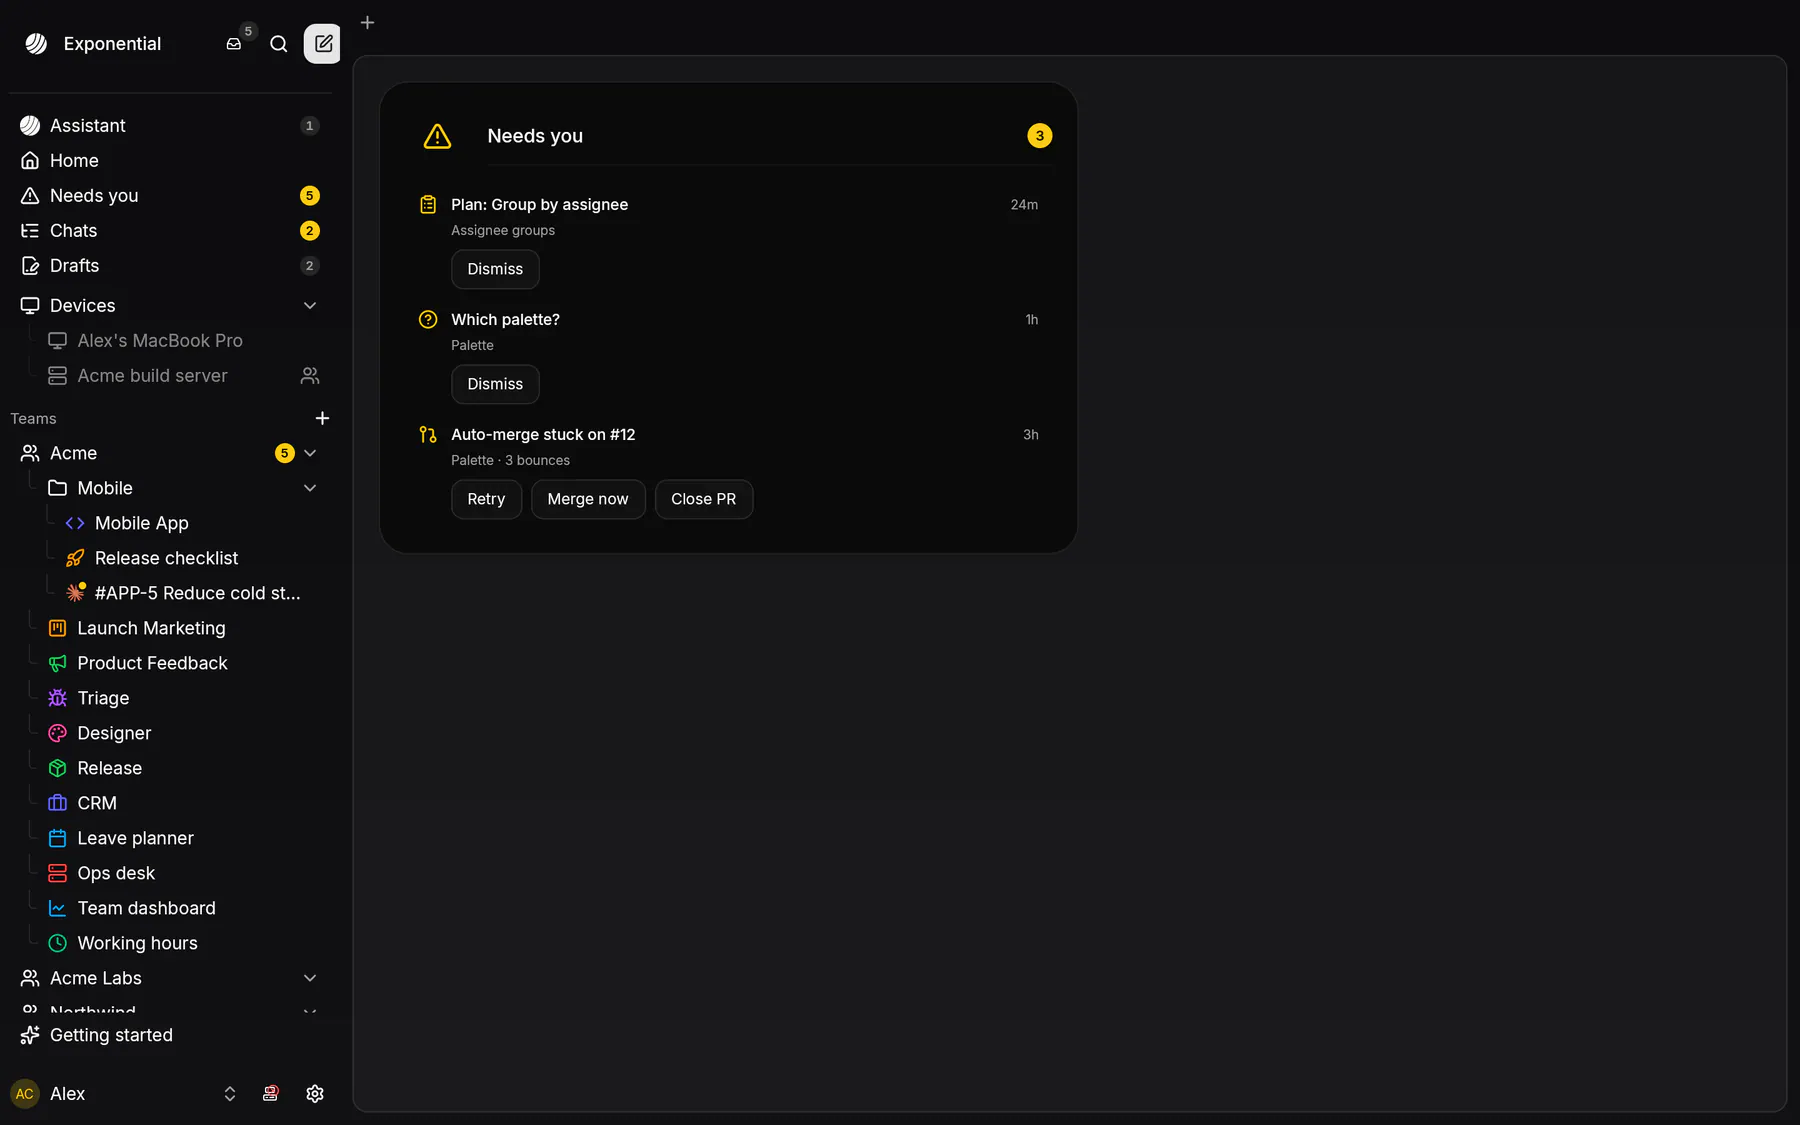 Exponential
5
Assistant
1
Home
Needs you
5
Chats
2
Drafts
2
Devices
Alex's MacBook Pro
Acme build server
Teams
Acme
5
Mobile
Mobile App
Release checklist
#APP-5 Reduce cold st...
Launch Marketing
Product Feedback
Triage
Designer
Release
CRM
Leave planner
Ops desk
Team dashboard
Working hours
Acme Labs
Northwind
Getting started
AC
Alex
Needs you
3
Plan: Group by assignee
24m
Assignee groups
Dismiss
Which palette?
1h
Palette
Dismiss
Auto-merge stuck on #12
3h
Palette · 3 bounces
Retry
Merge now
Close PR